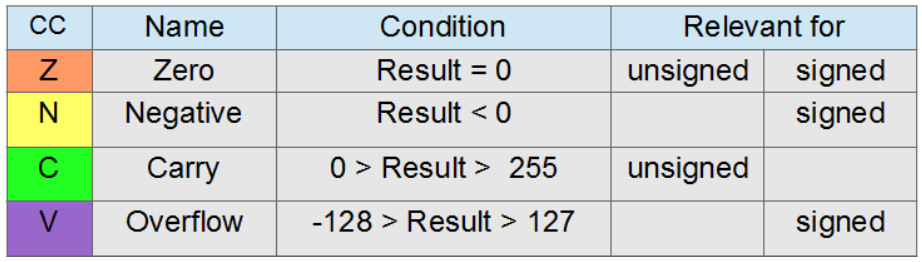 CC Name Condition Relevant for
Z Zero Result = 0 unsigned signed
N Negative Result < 0 signed
C Carry 0 > Result > 255 unsigned
V Overflow -128 > Result > 127 signed